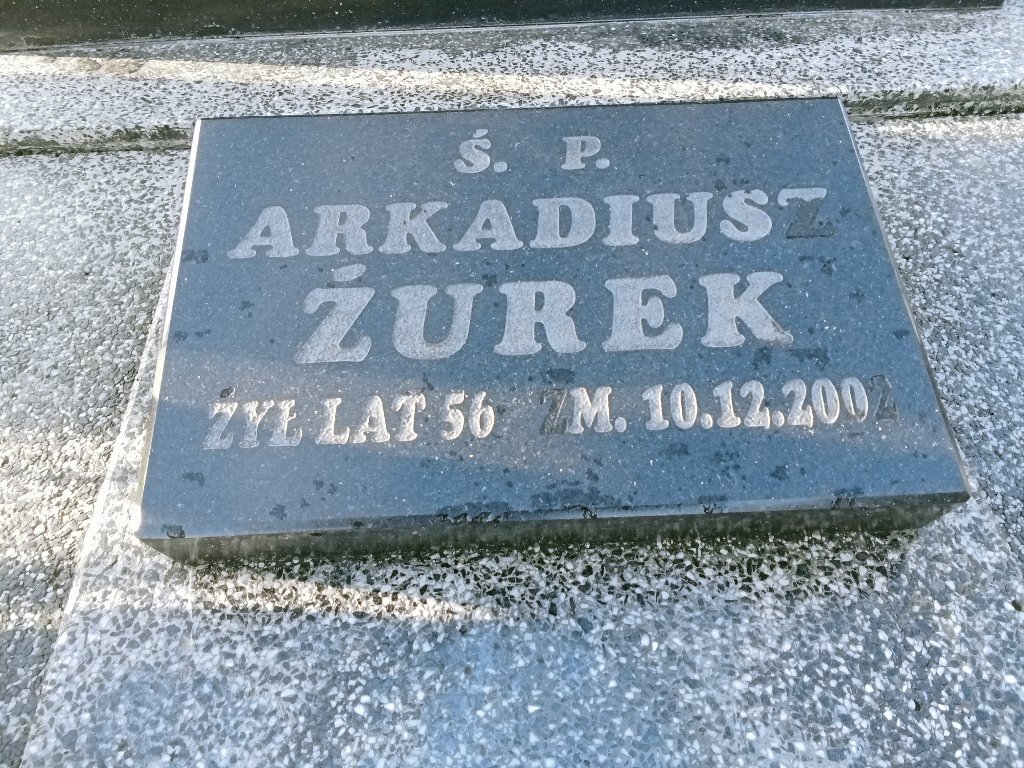 Ś. P.
ARKADIUSZ
ŻUREK
ŻYŁ LAT 56 ZM. 10.12.2002